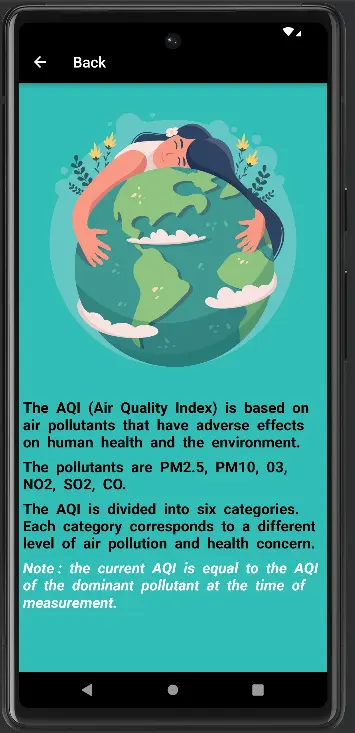 Back
The AQI (Air Quality Index) is based on
air pollutants that have adverse effects
on human health and the environment.
The pollutants are PM2.5, PM10, 03,
NO2, SO2, CO.
The AQI is divided into six categories.
Each category corresponds to a different
level of air pollution and health concern.
Note : the current AQI is equal to the AQI
of the dominant pollutant at the time of
measurement.